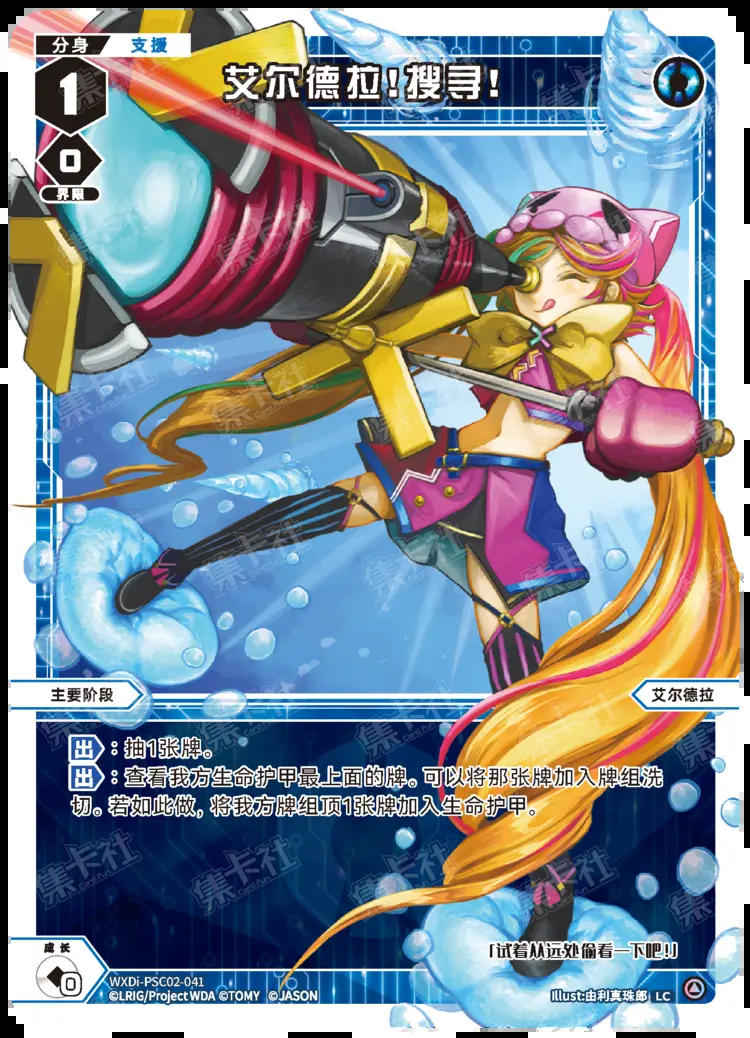 分身 支援
艾尔德拉!搜寻!
1
0
界限
主要阶段
艾尔德拉
出:抽1张牌。
出:查看我方生命护甲最上面的牌。可以将那张牌加入牌组洗
切。若如此做,将我方牌组顶1张牌加入生命护甲。
「试着从远处偷看一下吧!」
成长
0
WXDi-PSC02-041
©LRIG/Project WDA ©TOMY ©JASON
Illust:由利真珠郎 LC
集卡社